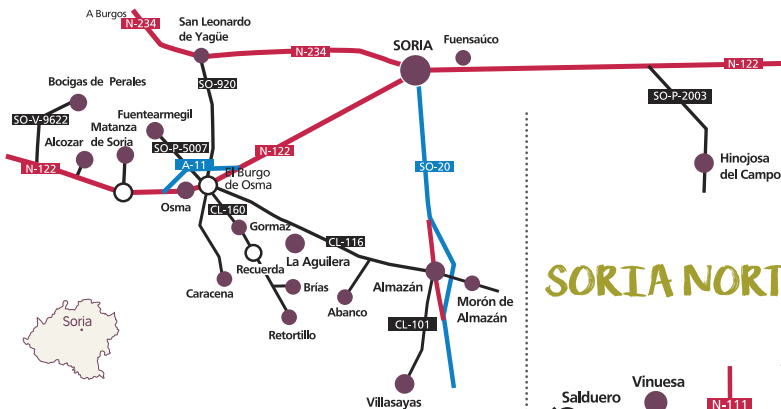 A Burgos
N-234
San Leonardo
de Yagüe
N-234
SORIA
Fuensaúco
N-122
SO-920
SO-P-2003
Bocigas de Perales
Fuentearmegil
SO-V-9622
Alcozar
Matanza
de Soria
SO-P-5007
N-122
A-11
SO-20
Hinojosa
del Campo
N-122
El Burgo
de Osma
Osma
CL-160
Gormaz
CL-116
La Aguilera
Recuerda
Caracena
Brías
Almazán
Abanco
Morón de
Almazán
Retortillo
CL-101
Villasayas
Soria
SORIA NORT
Salduero
Vinuesa
N-111